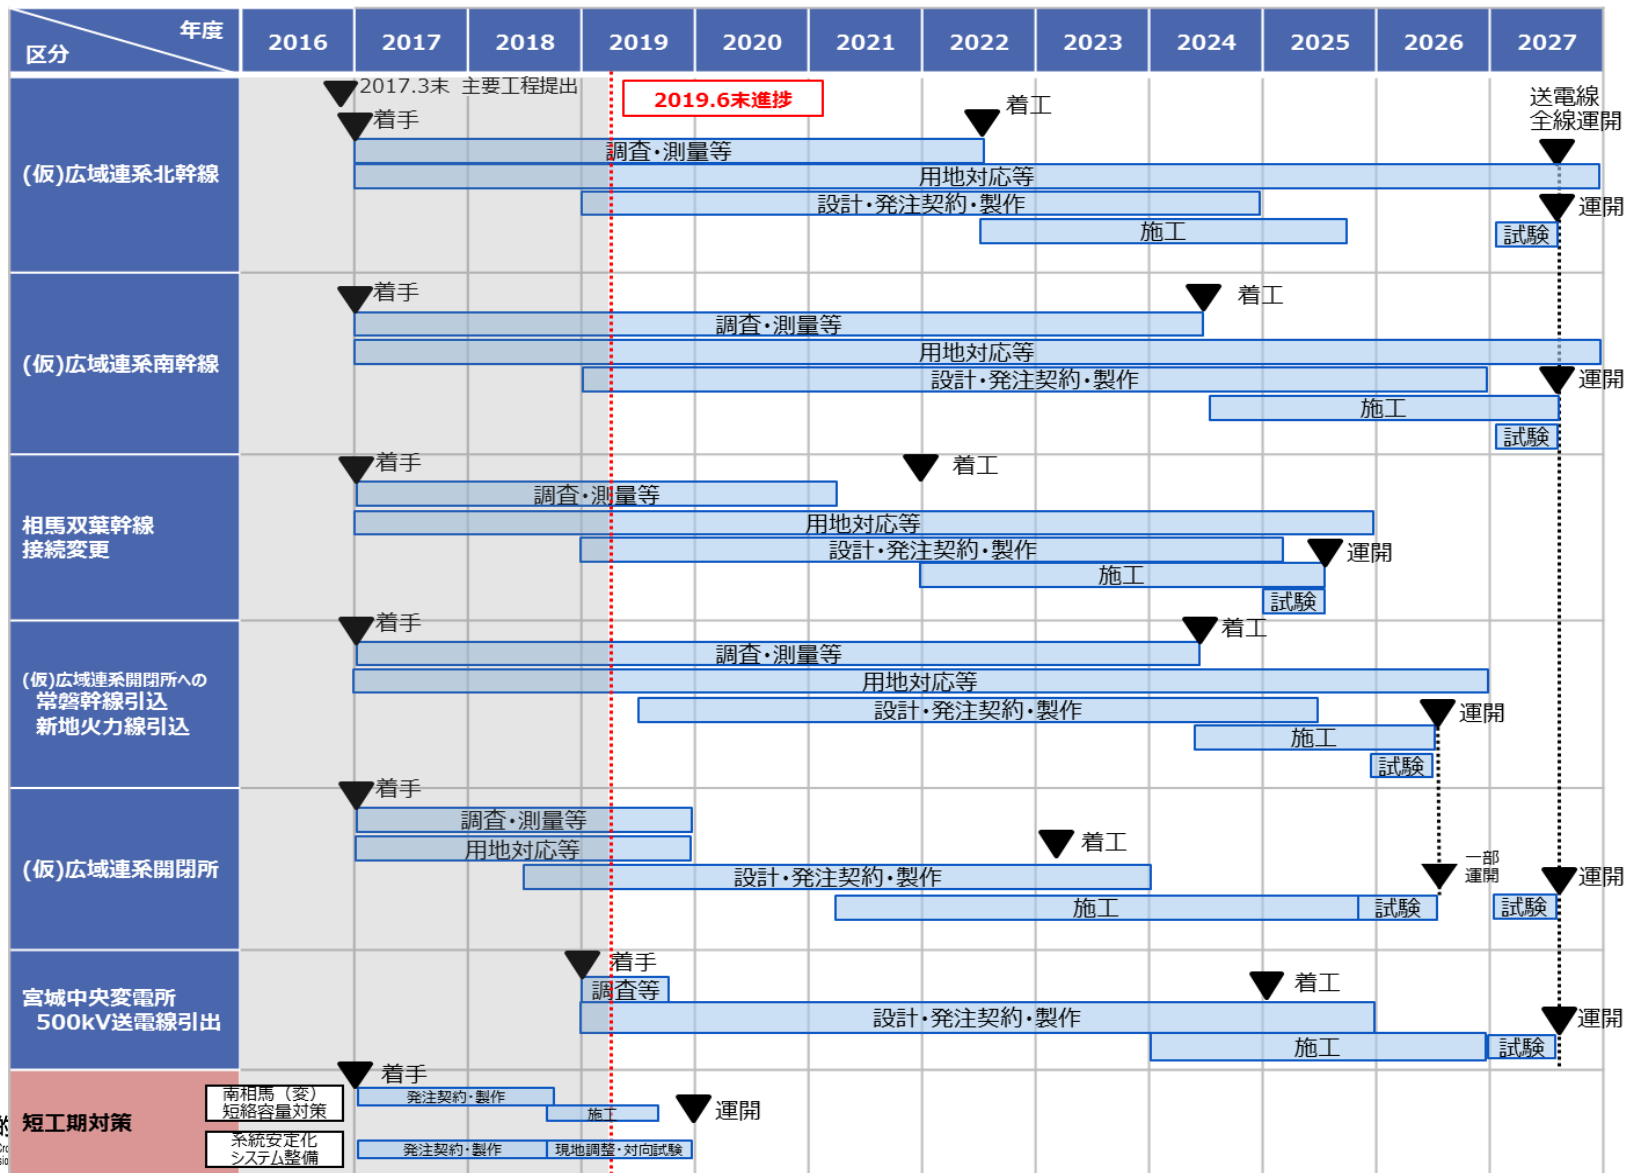 年度
区分
2016 2017 2018 2019 2020 2021 2022 2023 2024 2025 2026 2027
2017.3末 主要工程提出
2019.6末進捗
(仮)広域連系北幹線
着手
着工
送電線
全線運開
調査・測量等
用地対応等
設計・発注契約・製作
運開
施工
試験
(仮)広域連系南幹線
着手
着工
調査・測量等
用地対応等
設計・発注契約・製作
運開
施工
試験
相馬双葉幹線
接続変更
着手
着工
調査・測量等
用地対応等
設計・発注契約・製作
運開
施工
試験
(仮)広域連系開閉所への
常磐幹線引込
新地火力線引込
着手
着工
調査・測量等
用地対応等
設計・発注契約・製作
運開
施工
試験
(仮)広域連系開閉所
着手
調査・測量等
着工
用地対応等
設計・発注契約・製作
一部
運開
運開
施工
試験
試験
宮城中央変電所
500kV送電線引出
着手
調査等
着工
設計・発注契約・製作
運開
施工
試験
短工期対策
着手
南相馬（変）
短絡容量対策
発注契約・製作
施工
運開
系統安定化
システム整備
発注契約・製作
現地調整・対向試験